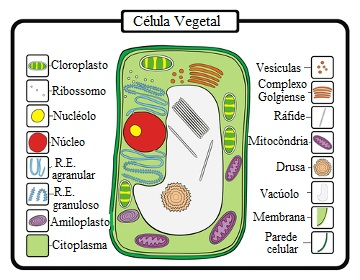 Célula Vegetal
Cloroplasto
Ribossomo
Nucléolo
Núcleo
R.E.
agranular
R.E.
granuloso
Amiloplasto
Citoplasma
Vesículas
Complexo
Golgiense
Ráfide
Mitocôndria
Drusa
Vacúolo
Membrana
Parede
celular